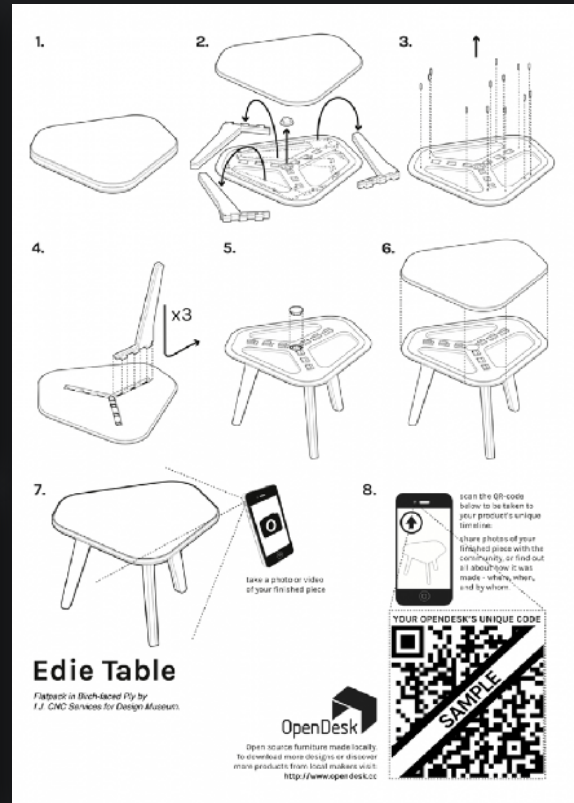 1.
2.
3.
4.
x3
5.
6.
7.
take a photo or video
of your finished piece
8.
scan the QR-code
below to be taken to
your product's unique
timeline:
share photos of your
finished piece with the
community, or find out
all about how it was
made - where, when,
and by whom.
YOUR OPENDESK'S UNIQUE CODE
SAMPLE
Edie Table
Flatpack in Birch-faced Ply by
I.J. CNC Services for Design Museum.
OpenDesk
Open source furniture made locally.
To download more designs or discover
more products from local makers visit:
http://www.opendesk.cc